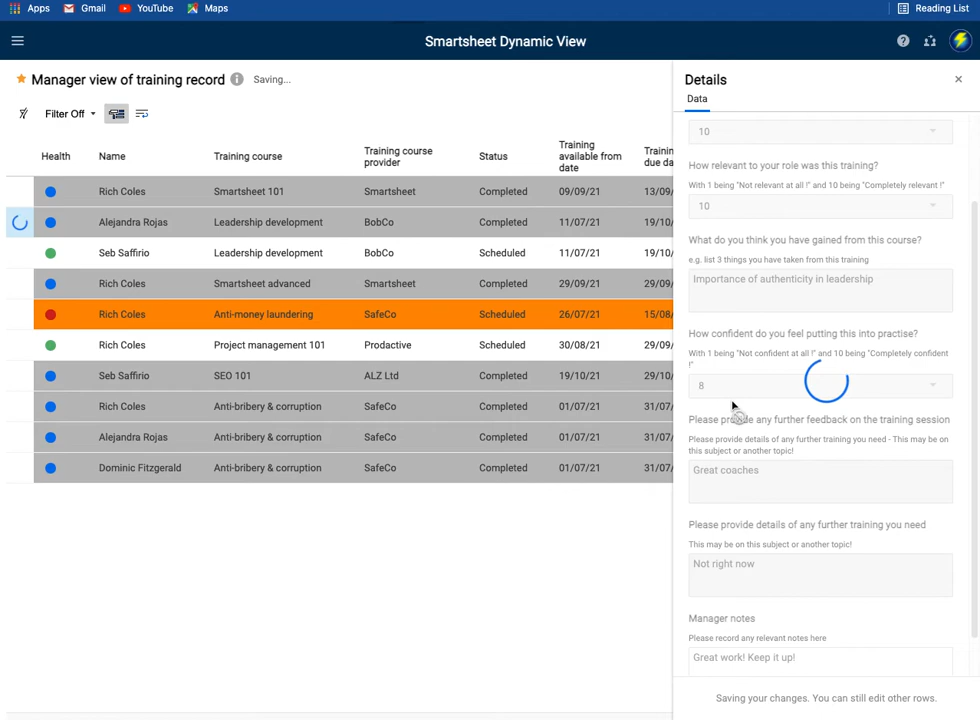 Apps Gmail YouTube Maps Reading List
Smartsheet Dynamic View
Manager view of training record Saving...
Filter Off
Health Name Training course Training course provider Status Training available from date Training due da
Rich Coles Smartsheet 101 Smartsheet Completed 09/09/21 13/09
Alejandra Rojas Leadership development BobCo Completed 11/07/21 19/10
Seb Saffirio Leadership development BobCo Scheduled 11/07/21 19/10/
Rich Coles Smartsheet advanced Smartsheet Completed 29/09/21 29/09
Rich Coles Anti-money laundering SafeCo Scheduled 26/07/21 15/08
Rich Coles Project management 101 Prodactive Scheduled 30/08/21 29/09
Seb Saffirio SEO 101 ALZ Ltd Completed 19/10/21 29/10
Rich Coles Anti-bribery & corruption SafeCo Completed 01/07/21 31/07
Alejandra Rojas Anti-bribery & corruption SafeCo Completed 01/07/21 31/07
Dominic Fitzgerald Anti-bribery & corruption SafeCo Completed 01/07/21 31/07
Details
Data
10
How relevant to your role was this training?
With 1 being "Not relevant at all !" and 10 being "Completely relevant !"
10
What do you think you have gained from this course?
e.g. list 3 things you have taken from this training
Importance of authenticity in leadership
How confident do you feel putting this into practise?
With 1 being "Not confident at all !" and 10 being "Completely confident
!"
8
Please provide any further feedback on the training session
Please provide details of any further training you need - This may be on
this subject or another topic!
Great coaches
Please provide details of any further training you need
This may be on this subject or another topic!
Not right now
Manager notes
Please record any relevant notes here
Great work! Keep it up!
Saving your changes. You can still edit other rows.